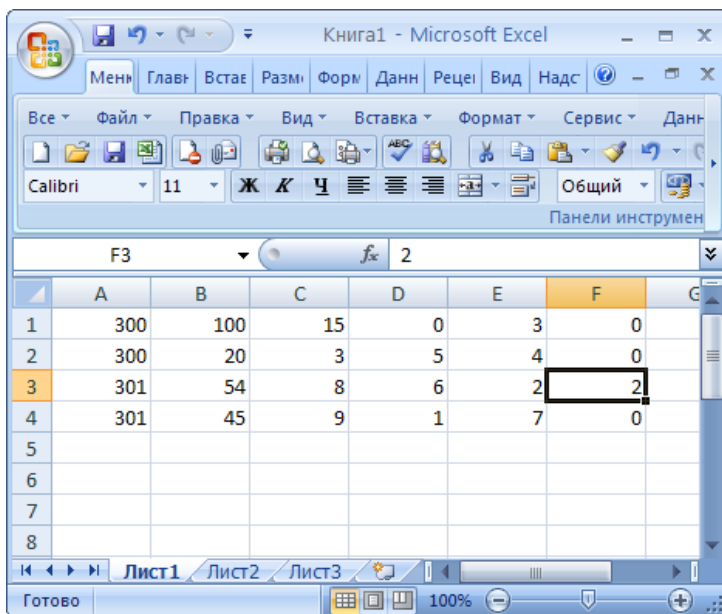 Книга1 - Microsoft Excel
Меню Главн Встав Разм Форм Данн Рецен Вид Надс
Все Файл Правка Вид Вставка Формат Сервис Данн
ABC
Calibri 11 Ж К Ч a Общий
Панели инструмен
F3 fx 2
A B C D E F G
1 300 100 15 0 3 0
2 300 20 3 5 4 0
3 301 54 8 6 2 2
4 301 45 9 1 7 0
5
6
7
8
Лист1 Лист2 Лист3
Готово 100%